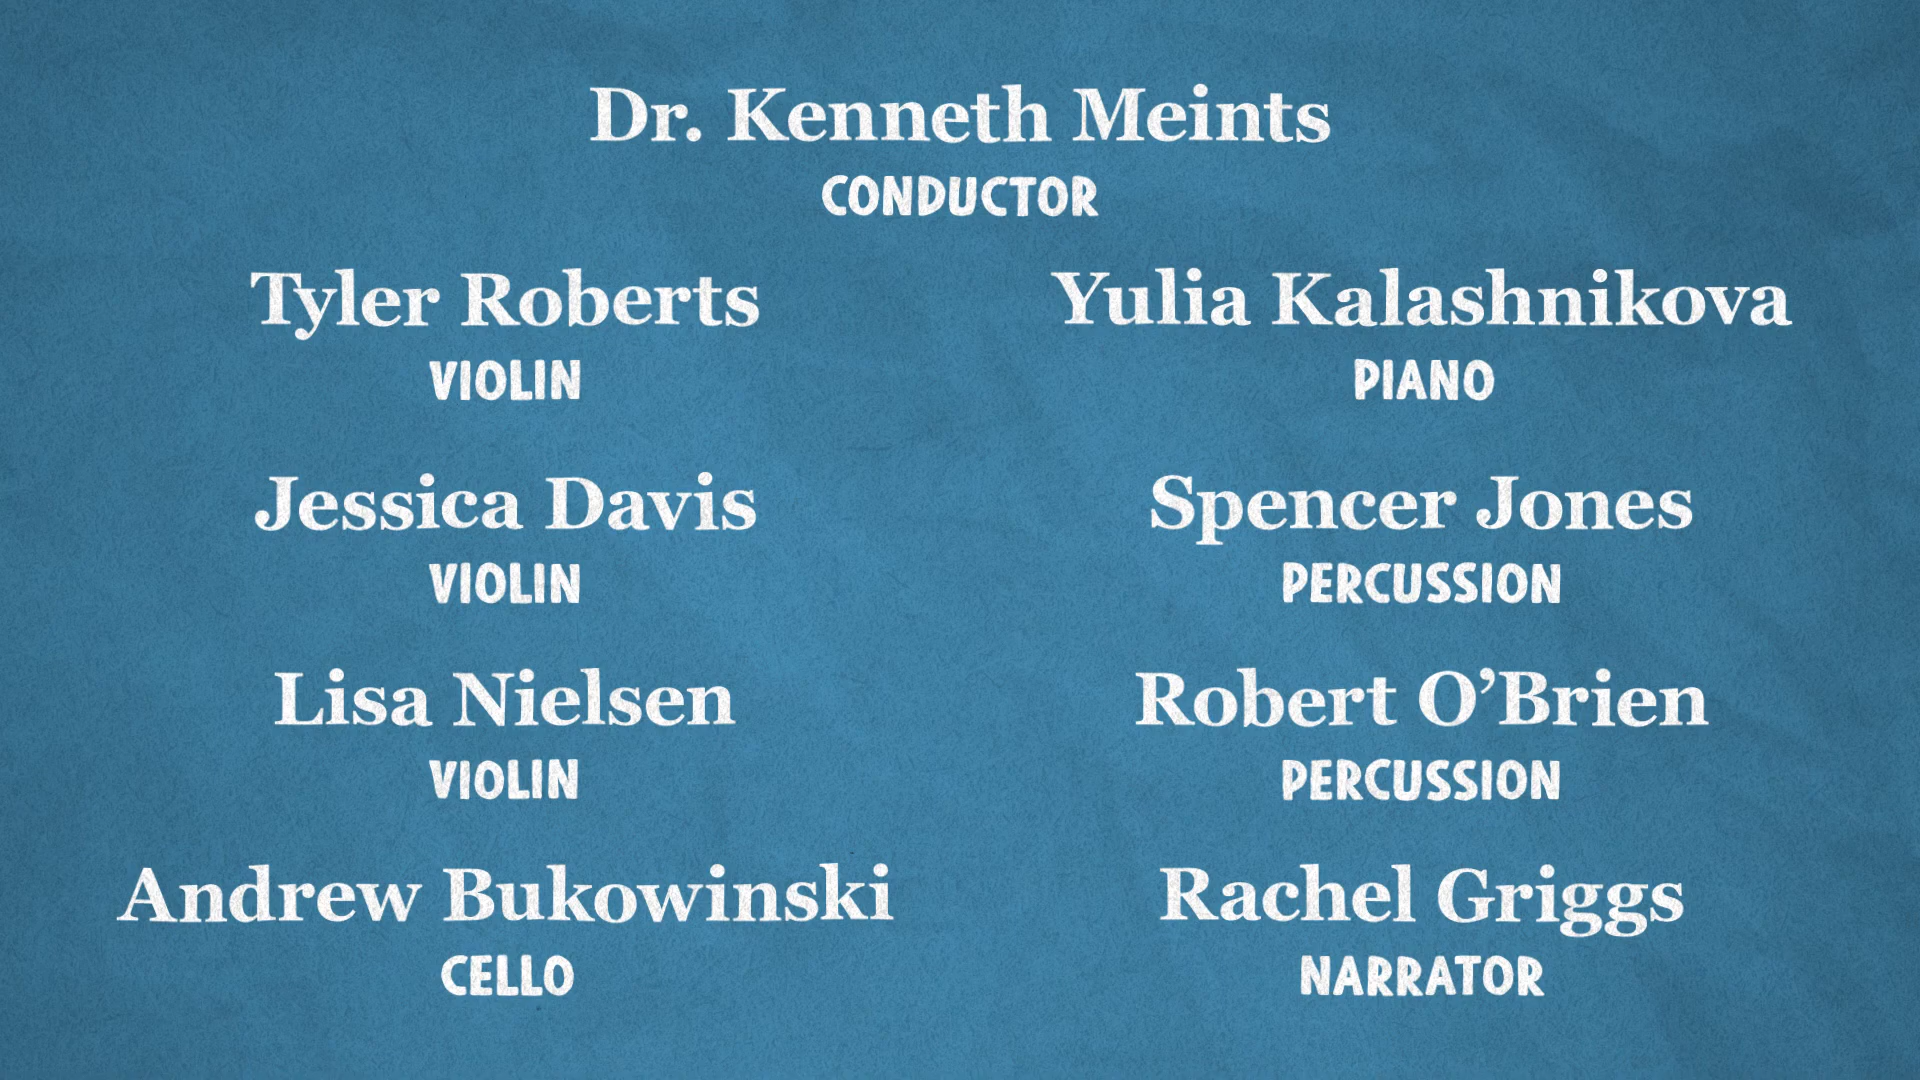 Dr. Kenneth Meints
CONDUCTOR
Tyler Roberts
VIOLIN
Jessica Davis
VIOLIN
Lisa Nielsen
VIOLIN
Andrew Bukowinski
CELLO
Yulia Kalashnikova
PIANO
Spencer Jones
PERCUSSION
Robert O’Brien
PERCUSSION
Rachel Griggs
NARRATOR